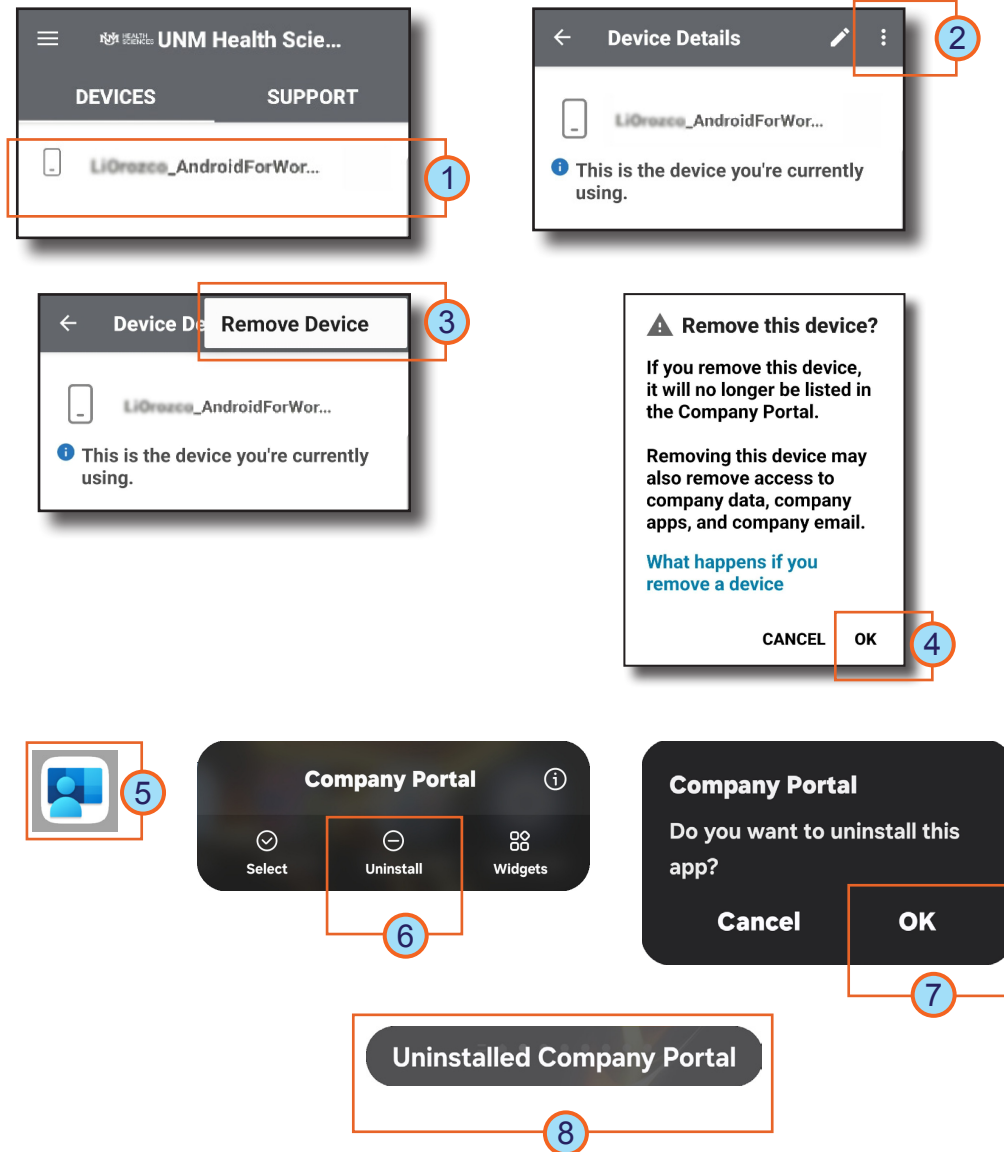 UNM HEALTH SCIENCES UNM Health Scie...
DEVICES SUPPORT
_AndroidForWor...
1
Device Details
2
_AndroidForWor...
This is the device you're currently
using.
Device De Remove Device
3
_AndroidForWor...
This is the device you're currently
using.
Remove this device?
If you remove this device,
it will no longer be listed in
the Company Portal.
Removing this device may
also remove access to
company data, company
apps, and company email.
What happens if you
remove a device
CANCEL OK
4
5
Company Portal
Select Uninstall Widgets
6
Company Portal
Do you want to uninstall this
app?
Cancel OK
7
Uninstalled Company Portal
8